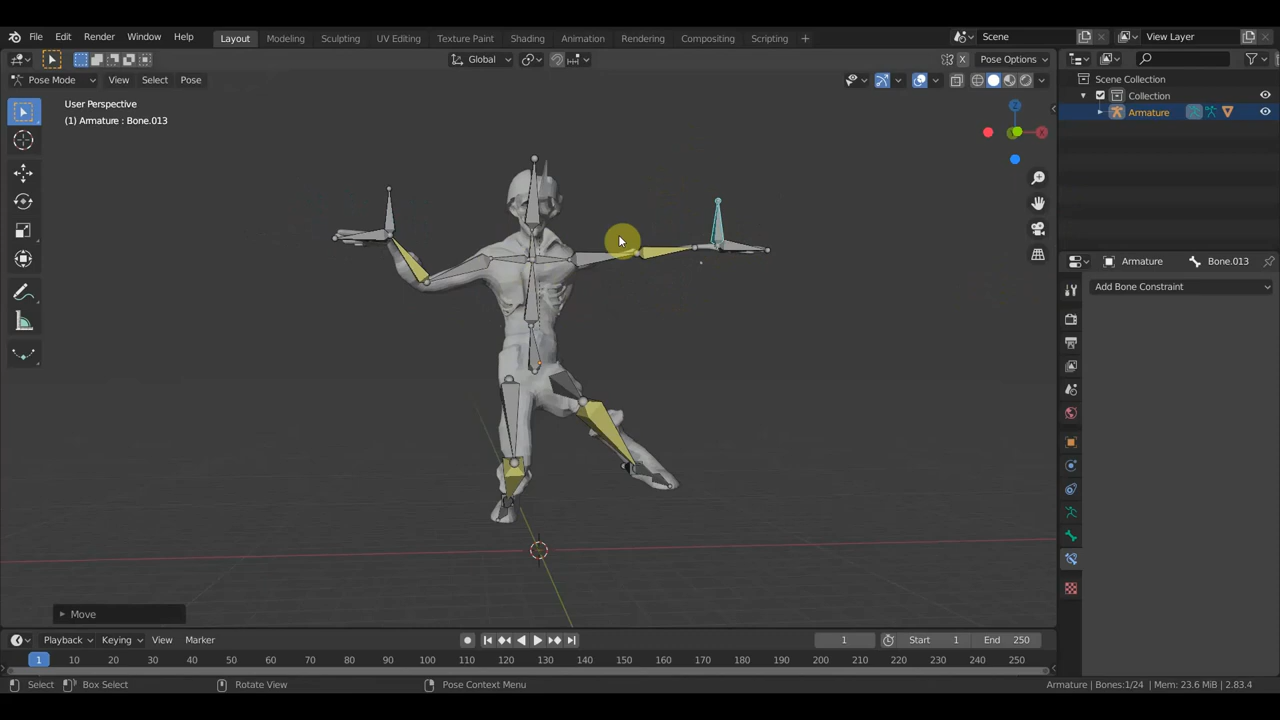 File Edit Render Window Help
Layout Modeling Sculpting UV Editing Texture Paint Shading Animation Rendering Compositing Scripting +
Scene
View Layer
Global
X Pose Options
Pose Mode View Select Pose
User Perspective
(1) Armature : Bone.013
Z
X
Scene Collection
Collection
Armature
Armature Bone.013
Add Bone Constraint
Move
Playback Keying View Marker
1 Start 1 End 250
1 10 20 30 40 50 60 70 80 90 100 110 120 130 140 150 160 170 180 190 200 210 220 230 240 250
Select Box Select Rotate View Pose Context Menu Armature | Bones:1/24 | Mem: 23.6 MiB | 2.83.4